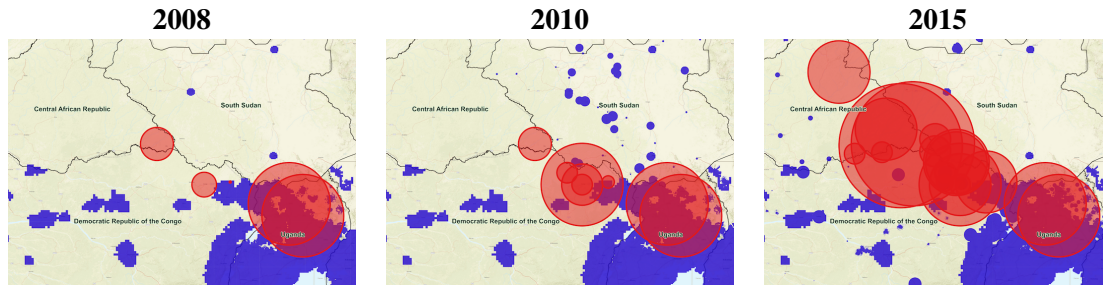 2008
2010
2015
Central African Republic
South Sudan
Democratic Republic of the Congo
Uganda
Central African Republic
South Sudan
Democratic Republic of the Congo
Uganda
Central African Republic
South Sudan
Democratic Republic of the Congo
Uganda